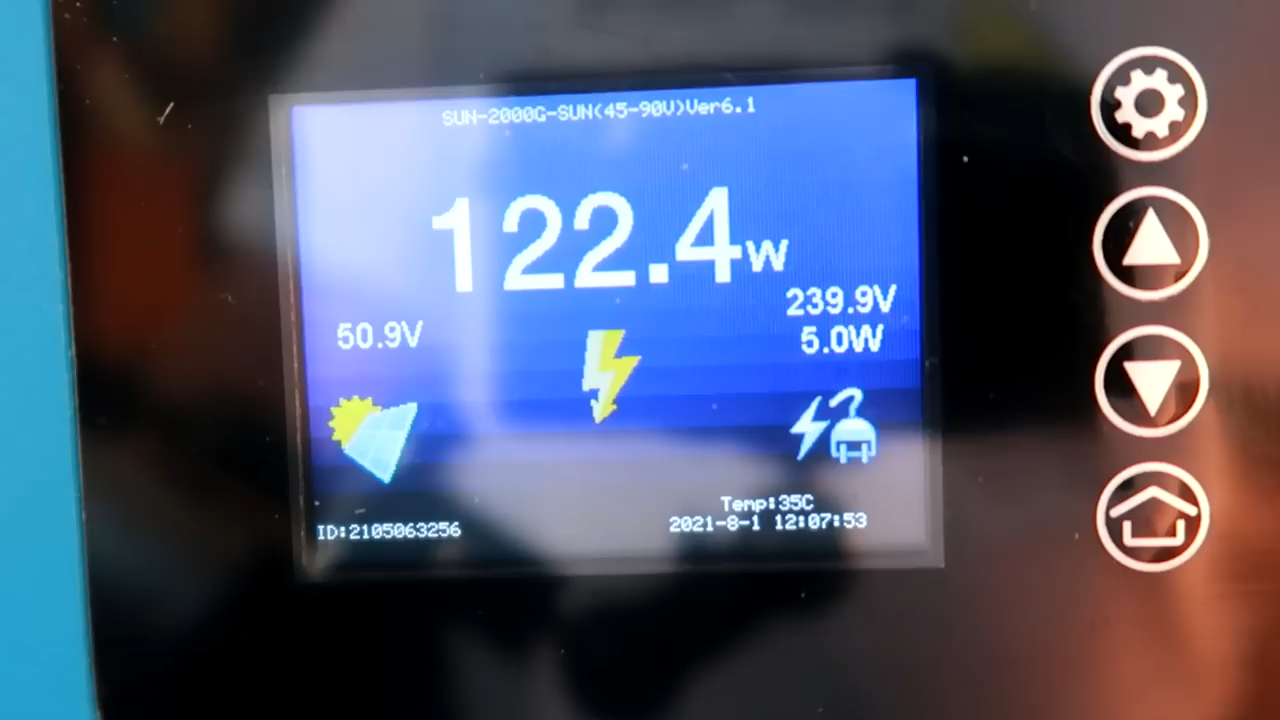 SUN-2000G-SUN(45-90V)Ver6.1
122.4W
239.9V
50.9V
5.0W
Temp:35C
ID:2105063256
2021-8-1 12:07:53